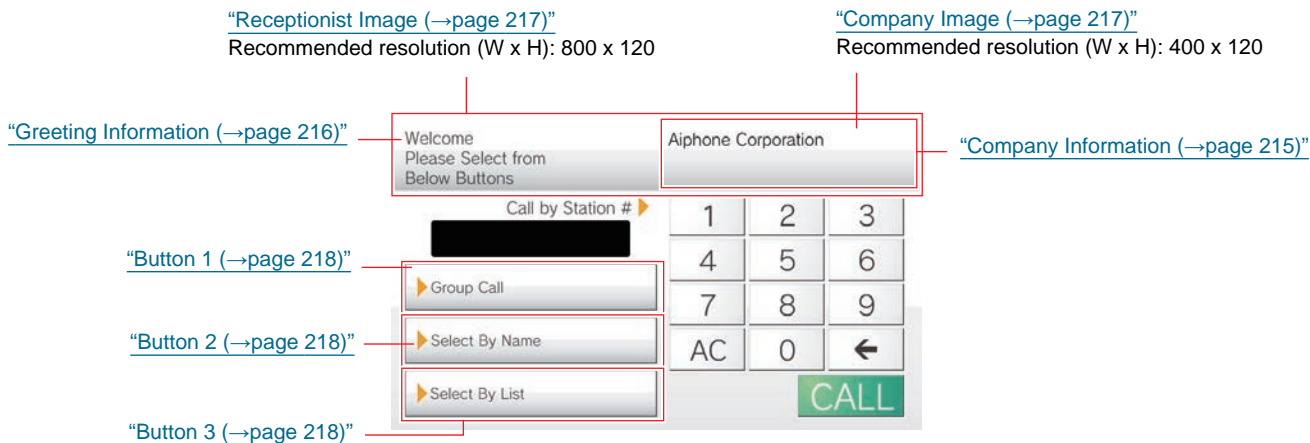 “Receptionist Image (→page 217)”
Recommended resolution (W x H): 800 x 120
“Company Image (→page 217)”
Recommended resolution (W x H): 400 x 120
“Greeting Information (→page 216)”
Welcome
Please Select from
Below Buttons
Aiphone Corporation
“Company Information (→page 215)”
Call by Station #
1 2 3
4 5 6
7 8 9
AC 0 ←
CALL
“Button 1 (→page 218)”
Group Call
“Button 2 (→page 218)”
Select By Name
Select By List
“Button 3 (→page 218)”